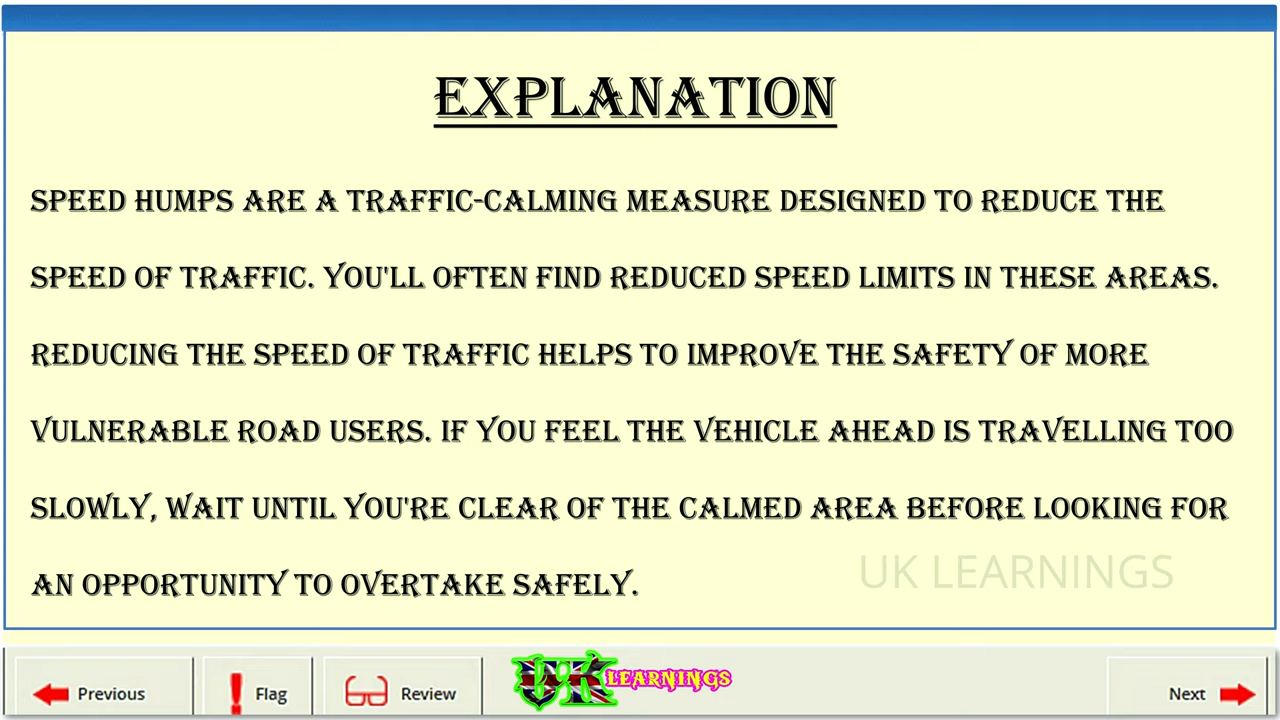 EXPLANATION
SPEED HUMPS ARE A TRAFFIC-CALMING MEASURE DESIGNED TO REDUCE THE
SPEED OF TRAFFIC. YOU'LL OFTEN FIND REDUCED SPEED LIMITS IN THESE AREAS.
REDUCING THE SPEED OF TRAFFIC HELPS TO IMPROVE THE SAFETY OF MORE
VULNERABLE ROAD USERS. IF YOU FEEL THE VEHICLE AHEAD IS TRAVELLING TOO
SLOWLY, WAIT UNTIL YOU'RE CLEAR OF THE CALMED AREA BEFORE LOOKING FOR
AN OPPORTUNITY TO OVERTAKE SAFELY.
UK LEARNINGS
Previous Flag Review UK LEARNINGS Next